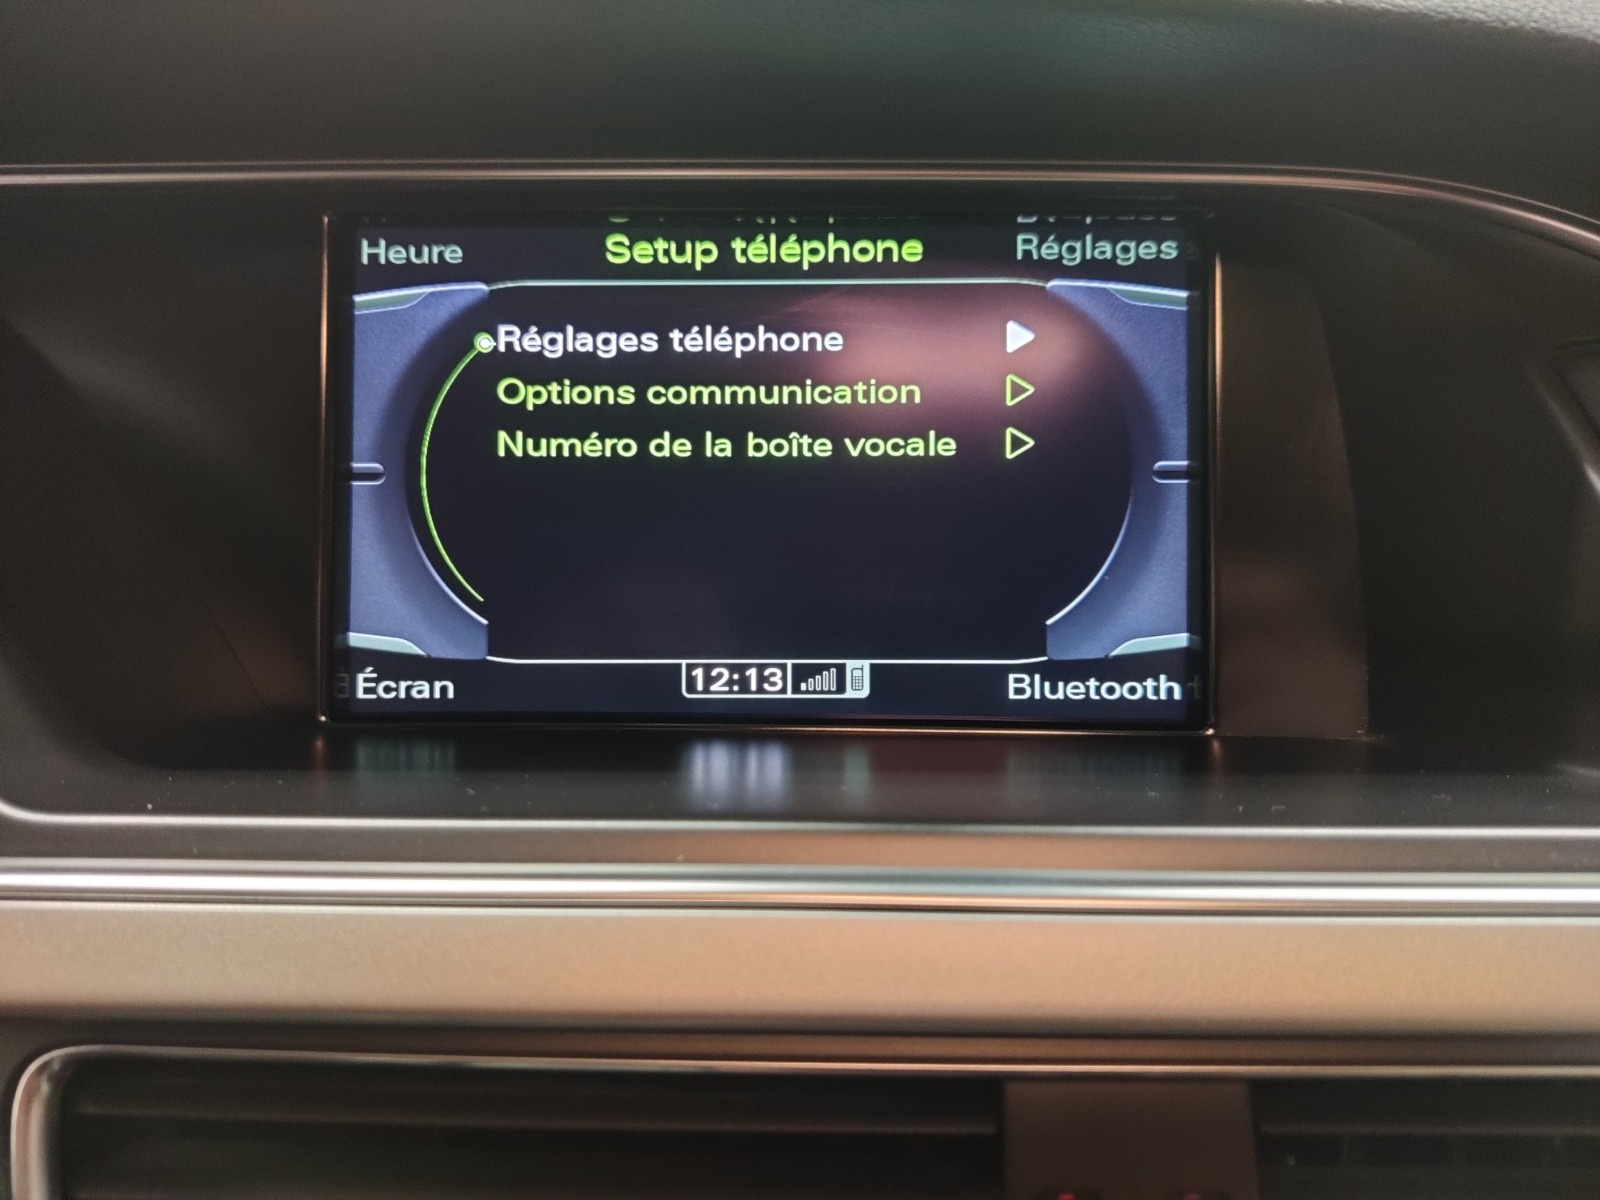 Heure
Setup téléphone
Réglages
Réglages téléphone
Options communication
Numéro de la boîte vocale
Écran
12:13
Bluetooth